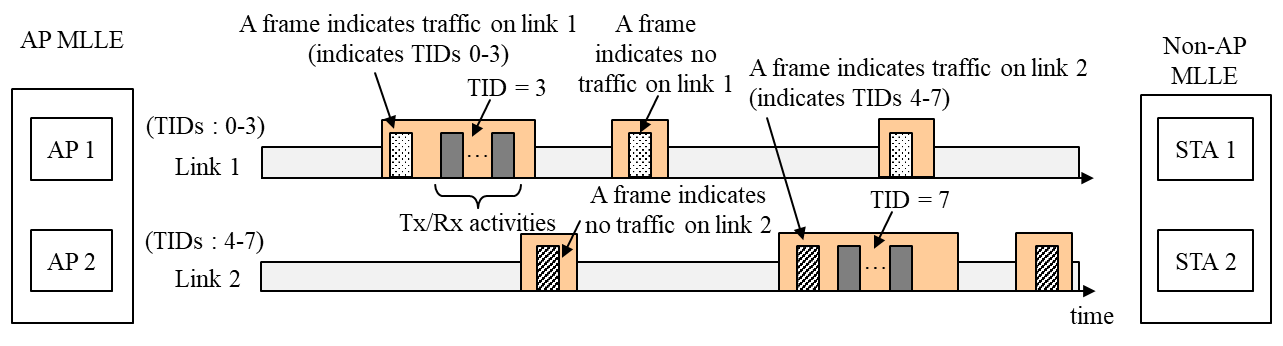 AP MLLE
A frame indicates traffic on link 1
(indicates TIDs 0-3)
TID = 3
A frame
indicates no
traffic on link 1
A frame indicates traffic on link 2
(indicates TIDs 4-7)
Non-AP
MLLE
(TIDs : 0-3)
AP 1
Link 1
...
STA 1
Tx/Rx activities
A frame indicates
no traffic on link 2
TID = 7
(TIDs : 4-7)
AP 2
Link 2
...
STA 2
time